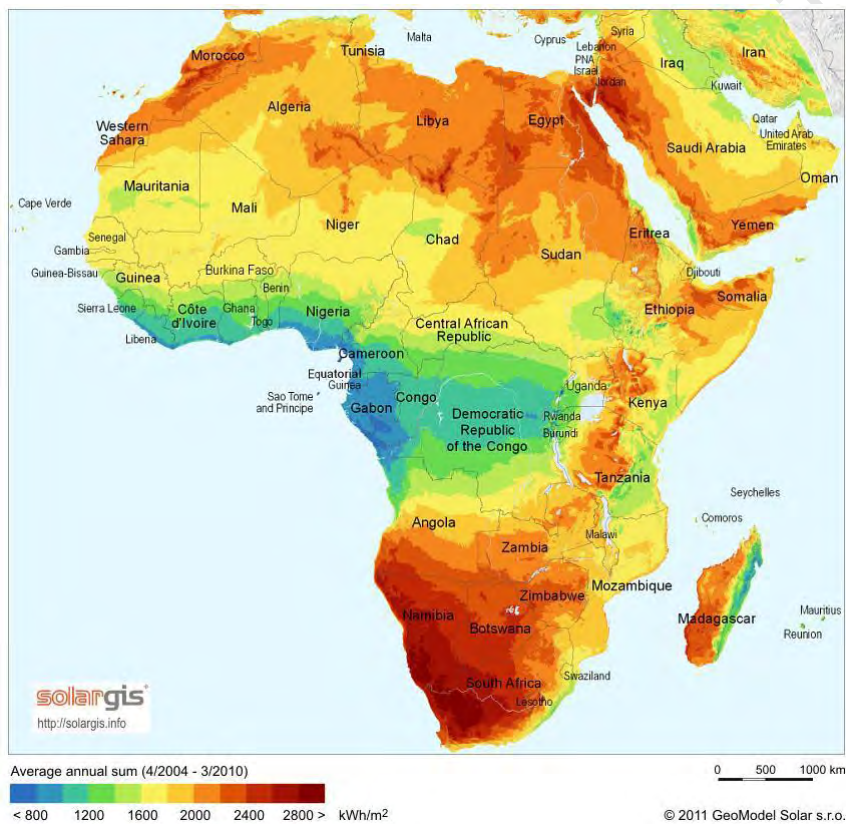 Malta
Cyprus
Syria
Lebanon
PNA
Israel
Jordan
Iraq
Iran
Kuwait
Morocco
Tunisia
Algeria
Libya
Egypt
Qatar
United Arab
Emirates
Saudi Arabia
Oman
Western
Sahara
Mauritania
Mali
Niger
Chad
Sudan
Eritrea
Yemen
Cape Verde
Senegal
Gambia
Guinea-Bissau
Guinea
Burkina Faso
Benin
Djibouti
Somalia
Ethiopia
Sierra Leone
Côte
d'Ivoire
Ghana
Togo
Nigeria
Liberia
Central African
Republic
Cameroon
Equatorial
Guinea
Sao Tome
and Principe
Gabon
Congo
Democratic
Republic
of the Congo
Uganda
Rwanda
Burundi
Kenya
Tanzania
Seychelles
Comoros
Angola
Zambia
Malawi
Mozambique
Zimbabwe
Namibia
Botswana
Madagascar
Mauritius
Reunion
South Africa
Swaziland
Lesotho
solargis
http://solargis.info
Average annual sum (4/2004 - 3/2010)
0 500 1000 km
< 800 1200 1600 2000 2400 2800 > kWh/m2
© 2011 GeoModel Solar s.r.o.